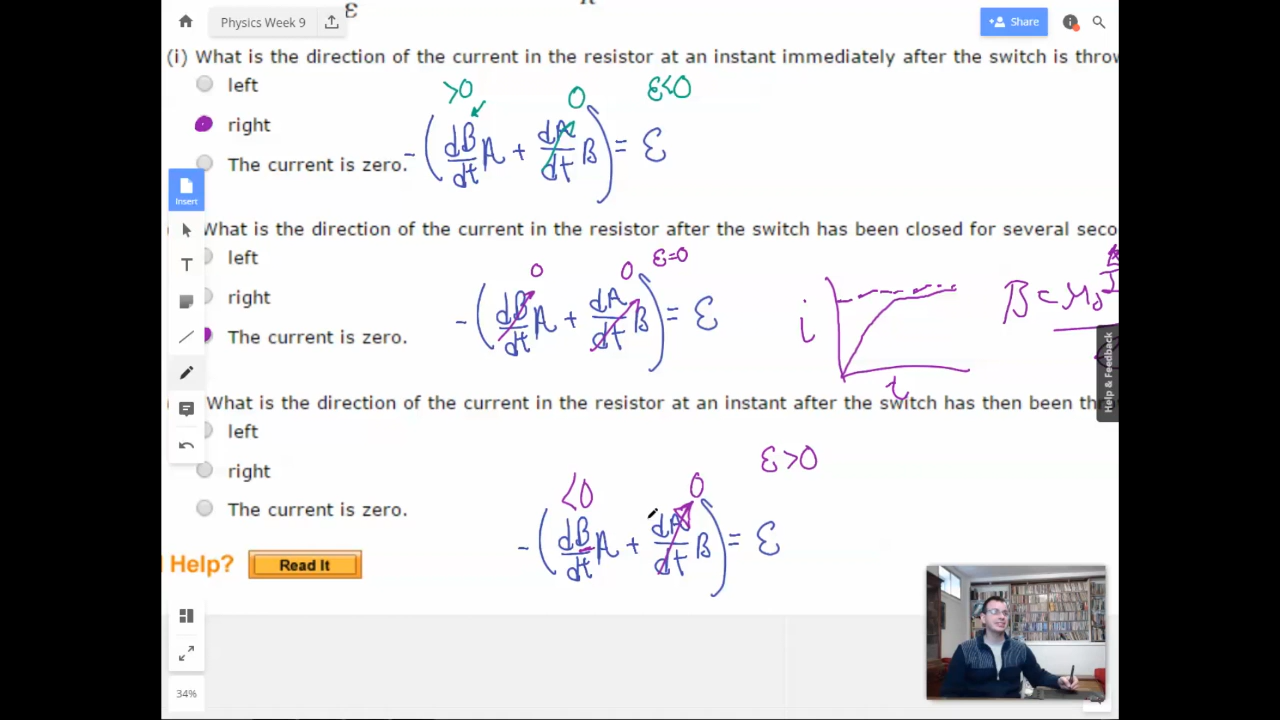 ε
Physics Week 9
Share
(i) What is the direction of the current in the resistor at an instant immediately after the switch is throw
left
>0
0
ε<0
right
-(dB/dt A + dA/dt B) = ε
The current is zero.
Insert
What is the direction of the current in the resistor after the switch has been closed for several seco
left
0
0
ε=0
right
-(dB/dt A + dA/dt B) = ε
i
B = μ0
The current is zero.
t
Help & Feedback
What is the direction of the current in the resistor at an instant after the switch has then been thr
left
ε>0
right
<0
0
The current is zero.
-(dB/dt A + dA/dt B) = ε
Help?
Read It
34%